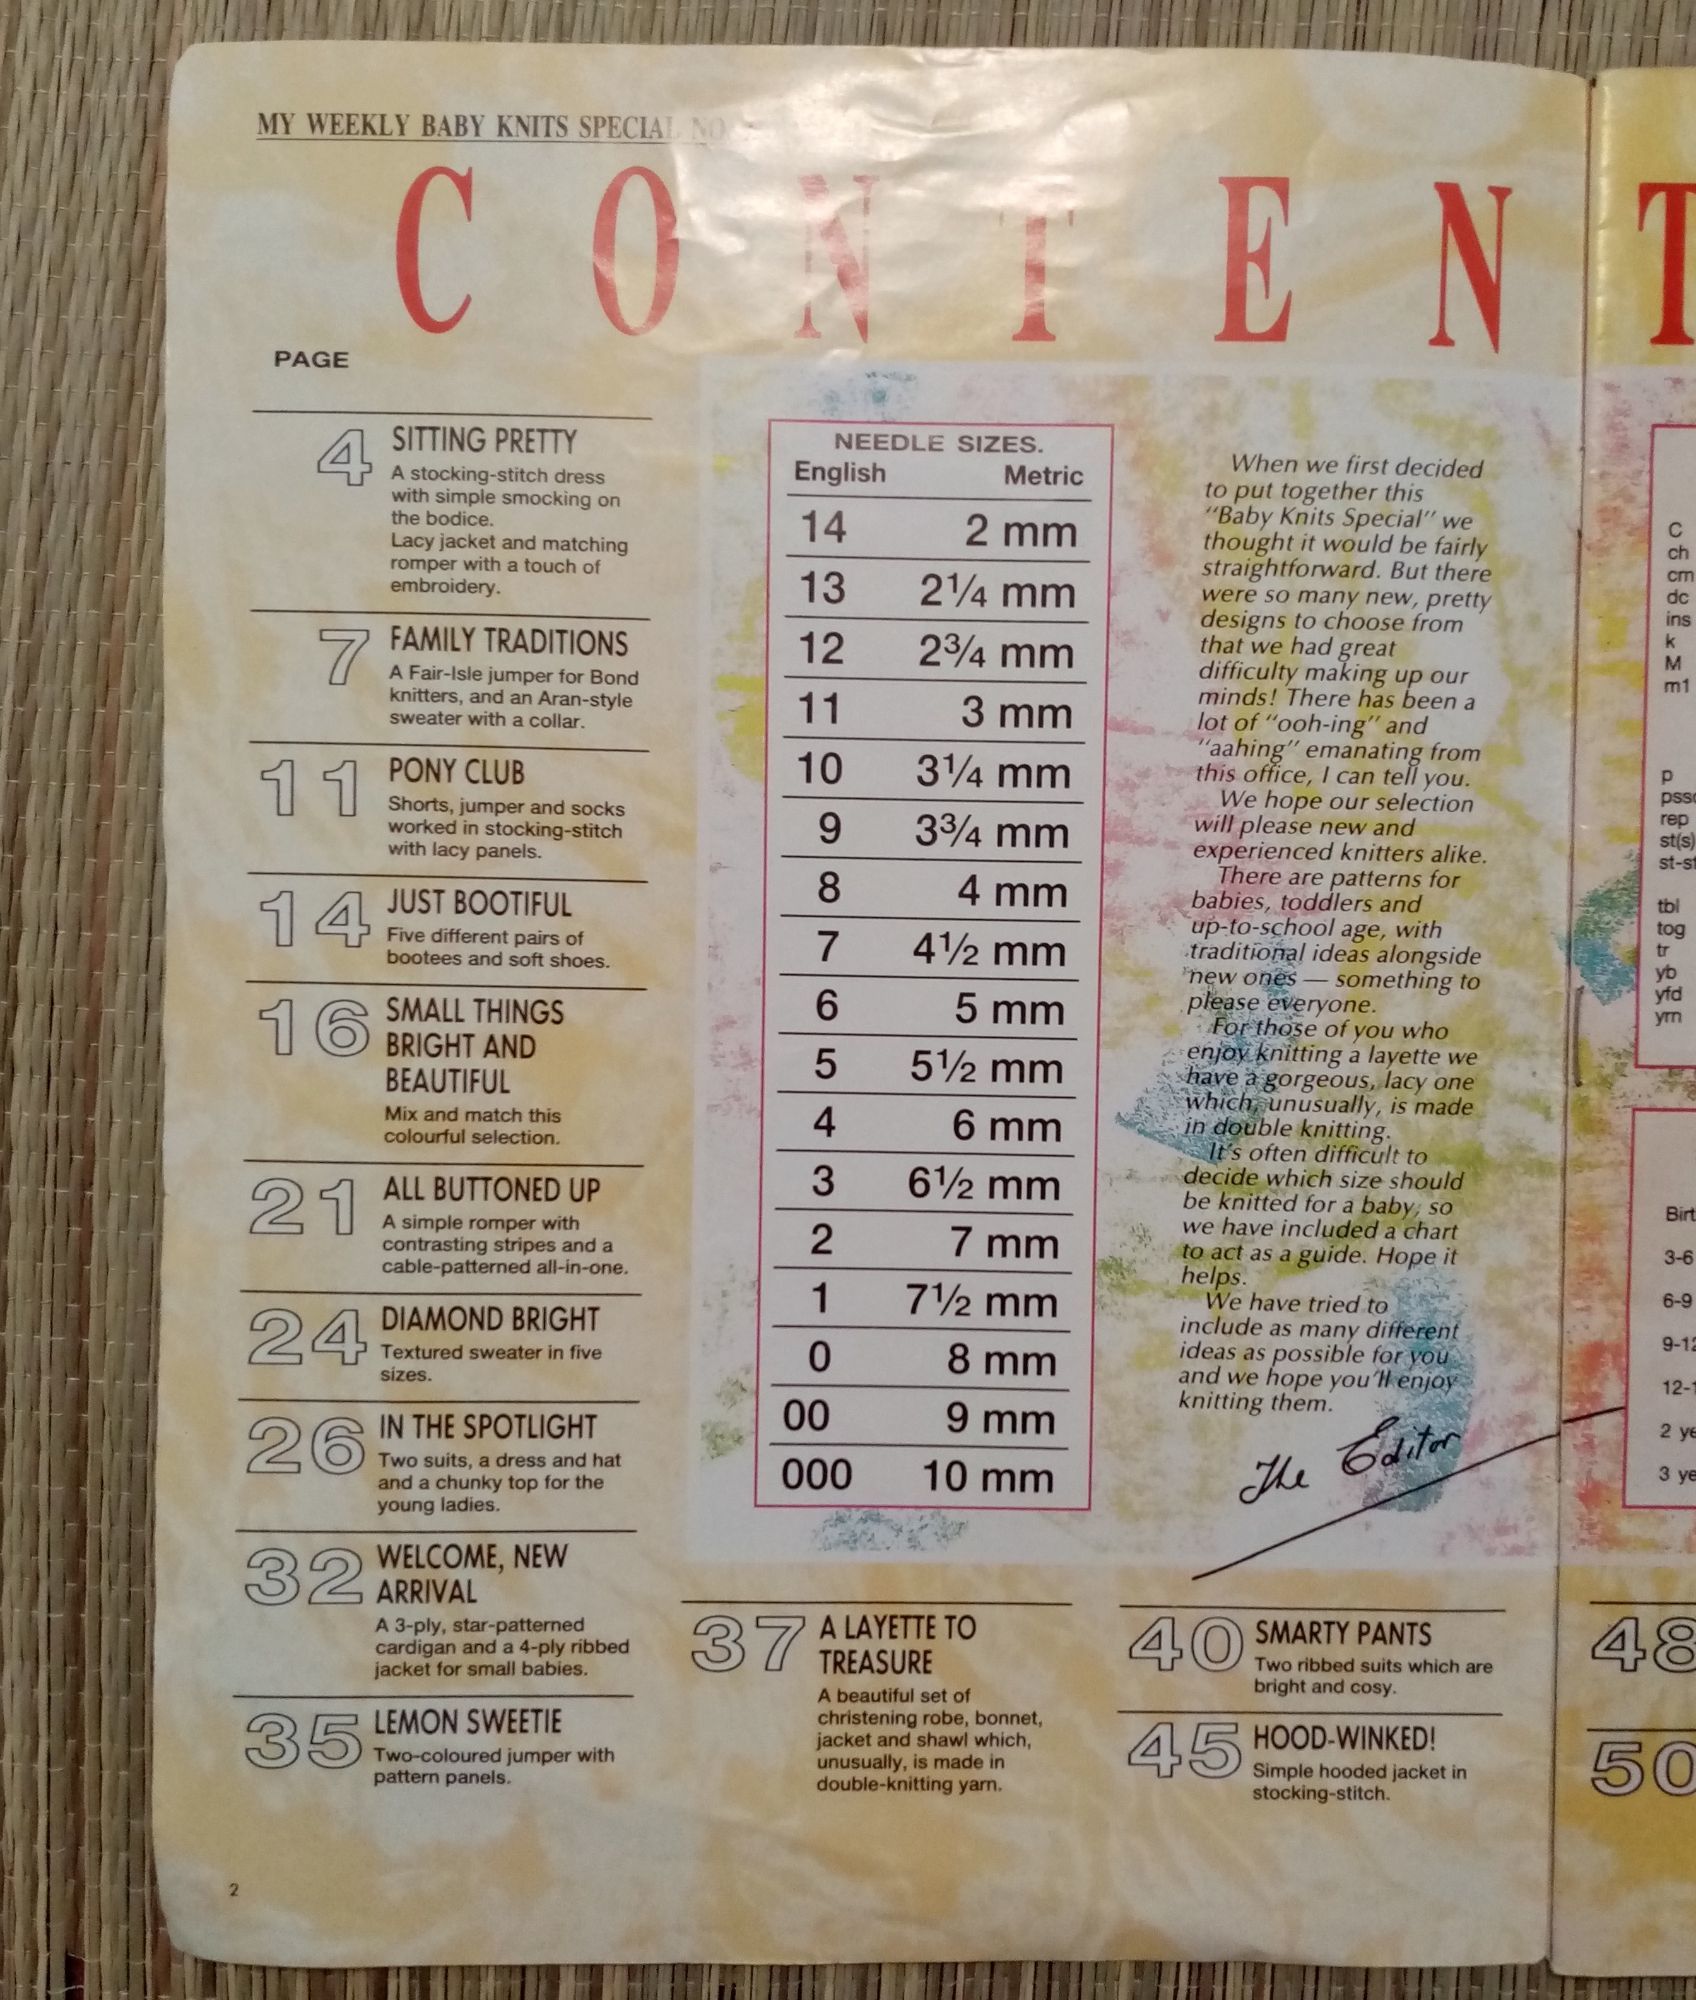 MY WEEKLY BABY KNITS SPECIAL NO
CONTENT
PAGE
4 SITTING PRETTY
A stocking-stitch dress
with simple smocking on
the bodice.
Lacy jacket and matching
romper with a touch of
embroidery.
7 FAMILY TRADITIONS
A Fair-Isle jumper for Bond
knitters, and an Aran-style
sweater with a collar.
11 PONY CLUB
Shorts, jumper and socks
worked in stocking-stitch
with lacy panels.
14 JUST BOOTIFUL
Five different pairs of
bootees and soft shoes.
16 SMALL THINGS
BRIGHT AND
BEAUTIFUL
Mix and match this
colourful selection.
21 ALL BUTTONED UP
A simple romper with
contrasting stripes and a
cable-patterned all-in-one.
24 DIAMOND BRIGHT
Textured sweater in five
sizes.
26 IN THE SPOTLIGHT
Two suits, a dress and hat
and a chunky top for the
young ladies.
32 WELCOME, NEW
ARRIVAL
A 3-ply, star-patterned
cardigan and a 4-ply ribbed
jacket for small babies.
35 LEMON SWEETIE
Two-coloured jumper with
pattern panels.
NEEDLE SIZES.
English Metric
14 2 mm
13 2¼ mm
12 2¾ mm
11 3 mm
10 3¼ mm
9 3¾ mm
8 4 mm
7 4½ mm
6 5 mm
5 5½ mm
4 6 mm
3 6½ mm
2 7 mm
1 7½ mm
0 8 mm
00 9 mm
000 10 mm
When we first decided
to put together this
"Baby Knits Special" we
thought it would be fairly
straightforward. But there
were so many new, pretty
designs to choose from
that we had great
difficulty making up our
minds! There has been a
lot of "ooh-ing" and
"aahing" emanating from
this office, I can tell you.
We hope our selection
will please new and
experienced knitters alike.
There are patterns for
babies, toddlers and
up-to-school age, with
traditional ideas alongside
new ones — something to
please everyone.
For those of you who
enjoy knitting a layette we
have a gorgeous, lacy one
which, unusually, is made
in double knitting.
It's often difficult to
decide which size should
be knitted for a baby, so
we have included a chart
to act as a guide. Hope it
helps.
We have tried to
include as many different
ideas as possible for you
and we hope you'll enjoy
knitting them.
The Editor
37 A LAYETTE TO
TREASURE
A beautiful set of
christening robe, bonnet,
jacket and shawl which,
unusually, is made in
double-knitting yarn.
40 SMARTY PANTS
Two ribbed suits which are
bright and cosy.
45 HOOD-WINKED!
Simple hooded jacket in
stocking-stitch.
2
C
ch
cm
dc
ins
k
M
m1
p
rep
st(s)
tbl
tog
tr
yb
yfd
yrn
3-6
6-9
48
50